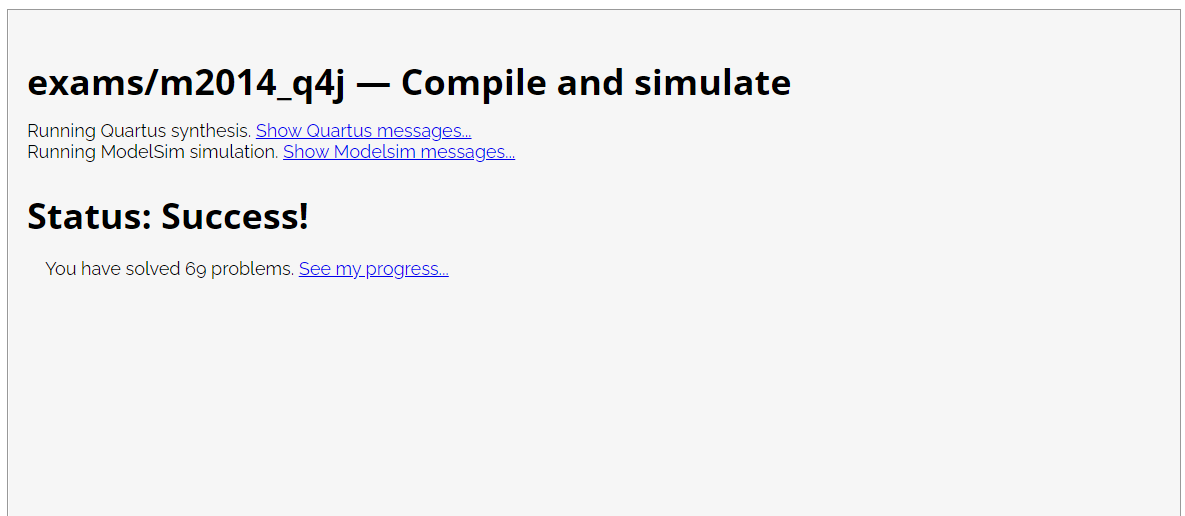 exams/m2014_q4j — Compile and simulate
Running Quartus synthesis. Show Quartus messages...
Running ModelSim simulation. Show Modelsim messages...
Status: Success!
You have solved 69 problems. See my progress...